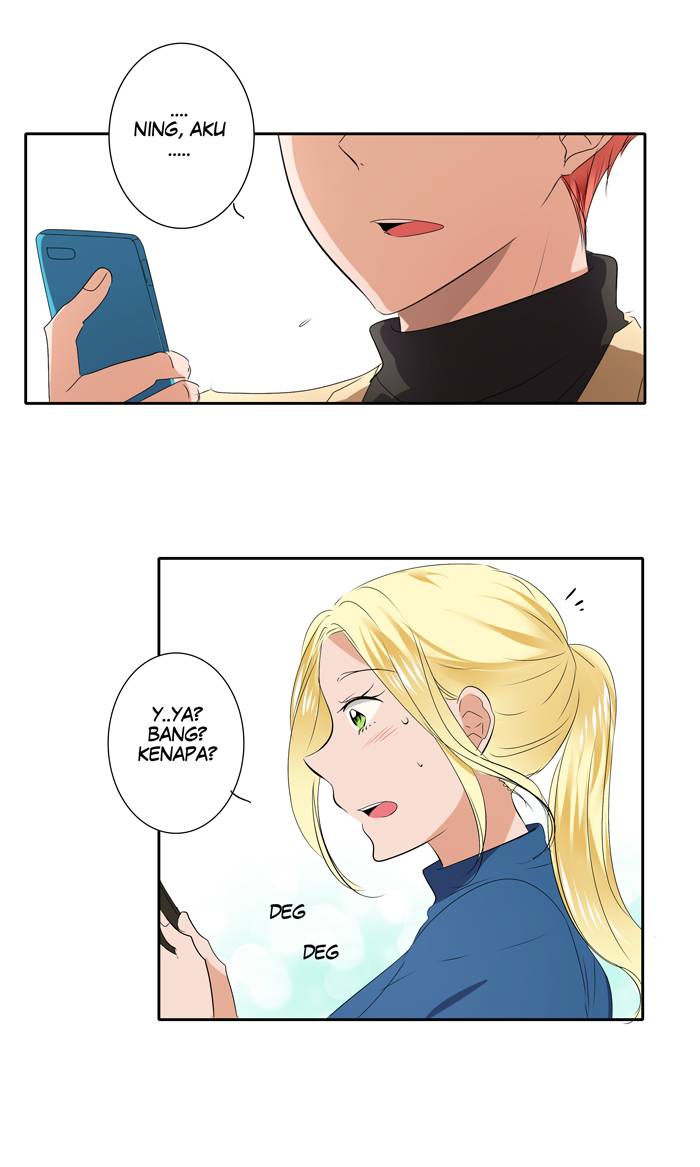 ....
NING, AKU
.....
Y..YA?
BANG?
KENAPA?
DEG
DEG